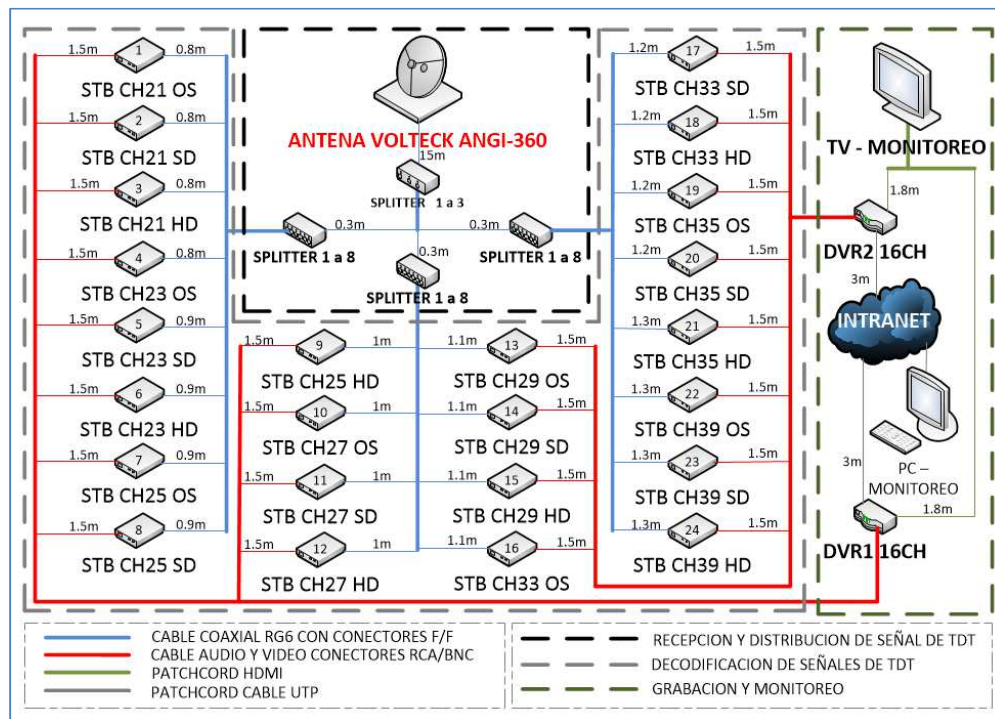 1.5m 1 0.8m
STB CH21 OS
1.5m 2 0.8m
STB CH21 SD
1.5m 3 0.8m
STB CH21 HD
1.5m 4 0.8m
STB CH23 OS
1.5m 5 0.9m
STB CH23 SD
1.5m 6 0.9m
STB CH23 HD
1.5m 7 0.9m
STB CH25 OS
1.5m 8 0.9m
STB CH25 SD
ANTENA VOLTECK ANGI-360
15m
SPLITTER 1 a 3
0.3m
SPLITTER 1 a 8
0.3m
SPLITTER 1 a 8
0.3m
SPLITTER 1 a 8
1.5m 9 1m
STB CH25 HD
1.5m 10 1m
STB CH27 OS
1.5m 11 1m
STB CH27 SD
1.5m 12 1m
STB CH27 HD
1.1m 13 1.5m
STB CH29 OS
1.1m 14 1.5m
STB CH29 SD
1.1m 15 1.5m
STB CH29 HD
1.1m 16 1.5m
STB CH33 OS
1.2m 17 1.5m
STB CH33 SD
1.2m 18 1.5m
STB CH33 HD
1.2m 19 1.5m
STB CH35 OS
1.2m 20 1.5m
STB CH35 SD
1.3m 21 1.5m
STB CH35 HD
1.3m 22 1.5m
STB CH39 OS
1.3m 23 1.5m
STB CH39 SD
1.3m 24 1.5m
STB CH39 HD
TV - MONITOREO
1.8m
DVR2 16CH
3m
INTRANET
3m
PC –
MONITOREO
1.8m
DVR1 16CH
CABLE COAXIAL RG6 CON CONECTORES F/F
CABLE AUDIO Y VIDEO CONECTORES RCA/BNC
PATCHCORD HDMI
PATCHCORD CABLE UTP
RECEPCION Y DISTRIBUCION DE SEÑAL DE TDT
DECODIFICACION DE SEÑALES DE TDT
GRABACION Y MONITOREO